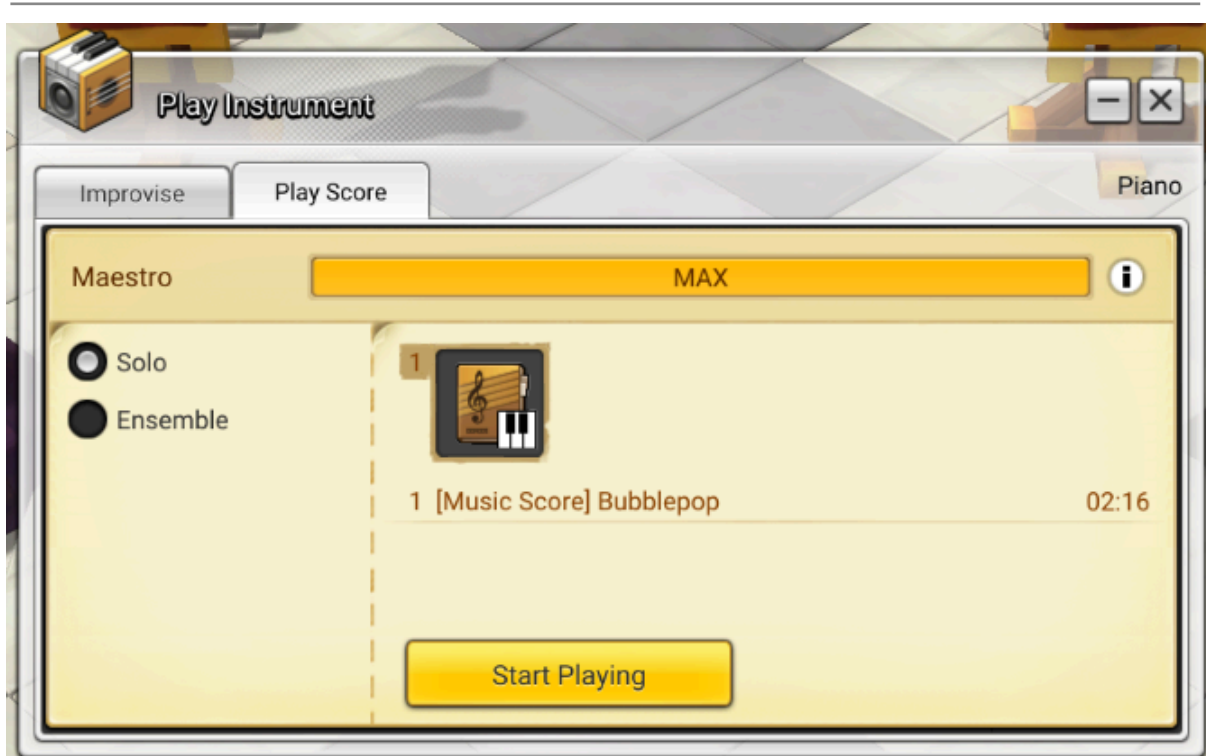 Play Instrument
Improvise
Play Score
Piano
Maestro
MAX
Solo
Ensemble
1
1 [Music Score] Bubblepop 02:16
Start Playing